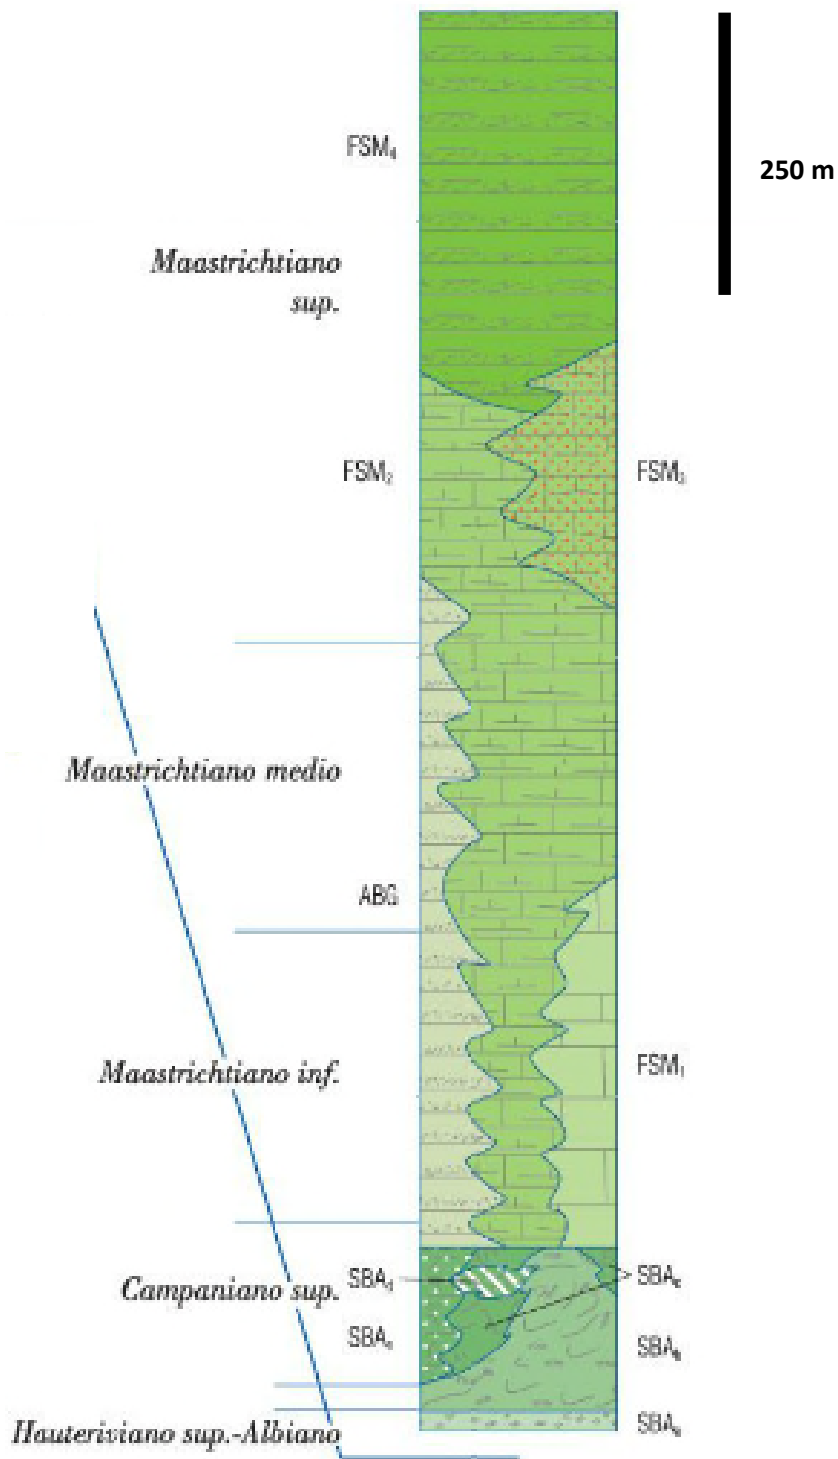 FSM₄
250 m
Maastrichtiano
sup.
FSM₂
FSM₃
Maastrichtiano medio
ABG
Maastrichtiano inf.
FSM₁
Campaniano sup.
SBA
SBA
SBA
SBA
Hauteriviano sup.-Albiano
SBA